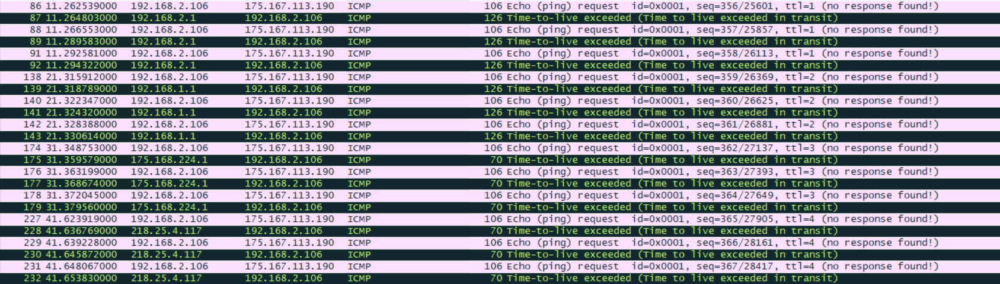 86 11.262539000 192.168.2.106 175.167.113.190 ICMP 106 Echo (ping) request id=0x0001, seq=356/25601, ttl=1 (no response found!)
87 11.264803000 192.168.2.1 192.168.2.106 ICMP 126 Time-to-live exceeded (Time to live exceeded in transit)
88 11.266553000 192.168.2.106 175.167.113.190 ICMP 106 Echo (ping) request id=0x0001, seq=357/25857, ttl=1 (no response found!)
89 11.289583000 192.168.2.1 192.168.2.106 ICMP 126 Time-to-live exceeded (Time to live exceeded in transit)
91 11.292581000 192.168.2.106 175.167.113.190 ICMP 106 Echo (ping) request id=0x0001, seq=358/26113, ttl=1 (no response found!)
92 11.294322000 192.168.2.1 192.168.2.106 ICMP 126 Time-to-live exceeded (Time to live exceeded in transit)
138 21.315912000 192.168.2.106 175.167.113.190 ICMP 106 Echo (ping) request id=0x0001, seq=359/26369, ttl=2 (no response found!)
139 21.318789000 192.168.1.1 192.168.2.106 ICMP 126 Time-to-live exceeded (Time to live exceeded in transit)
140 21.322347000 192.168.2.106 175.167.113.190 ICMP 106 Echo (ping) request id=0x0001, seq=360/26625, ttl=2 (no response found!)
141 21.324320000 192.168.1.1 192.168.2.106 ICMP 126 Time-to-live exceeded (Time to live exceeded in transit)
142 21.328388000 192.168.2.106 175.167.113.190 ICMP 106 Echo (ping) request id=0x0001, seq=361/26881, ttl=2 (no response found!)
143 21.330614000 192.168.1.1 192.168.2.106 ICMP 126 Time-to-live exceeded (Time to live exceeded in transit)
174 31.348753000 192.168.2.106 175.167.113.190 ICMP 106 Echo (ping) request id=0x0001, seq=362/27137, ttl=3 (no response found!)
175 31.359579000 175.168.224.1 192.168.2.106 ICMP 70 Time-to-live exceeded (Time to live exceeded in transit)
176 31.363199000 192.168.2.106 175.167.113.190 ICMP 106 Echo (ping) request id=0x0001, seq=363/27393, ttl=3 (no response found!)
177 31.368674000 175.168.224.1 192.168.2.106 ICMP 70 Time-to-live exceeded (Time to live exceeded in transit)
178 31.372045000 192.168.2.106 175.167.113.190 ICMP 106 Echo (ping) request id=0x0001, seq=364/27649, ttl=3 (no response found!)
179 31.379560000 175.168.224.1 192.168.2.106 ICMP 70 Time-to-live exceeded (Time to live exceeded in transit)
227 41.623919000 192.168.2.106 175.167.113.190 ICMP 106 Echo (ping) request id=0x0001, seq=365/27905, ttl=4 (no response found!)
228 41.636769000 218.25.4.117 192.168.2.106 ICMP 70 Time-to-live exceeded (Time to live exceeded in transit)
229 41.639228000 192.168.2.106 175.167.113.190 ICMP 106 Echo (ping) request id=0x0001, seq=366/28161, ttl=4 (no response found!)
230 41.645872000 218.25.4.117 192.168.2.106 ICMP 70 Time-to-live exceeded (Time to live exceeded in transit)
231 41.648067000 192.168.2.106 175.167.113.190 ICMP 106 Echo (ping) request id=0x0001, seq=367/28417, ttl=4 (no response found!)
232 41.653830000 218.25.4.117 192.168.2.106 ICMP 70 Time-to-live exceeded (Time to live exceeded in transit)